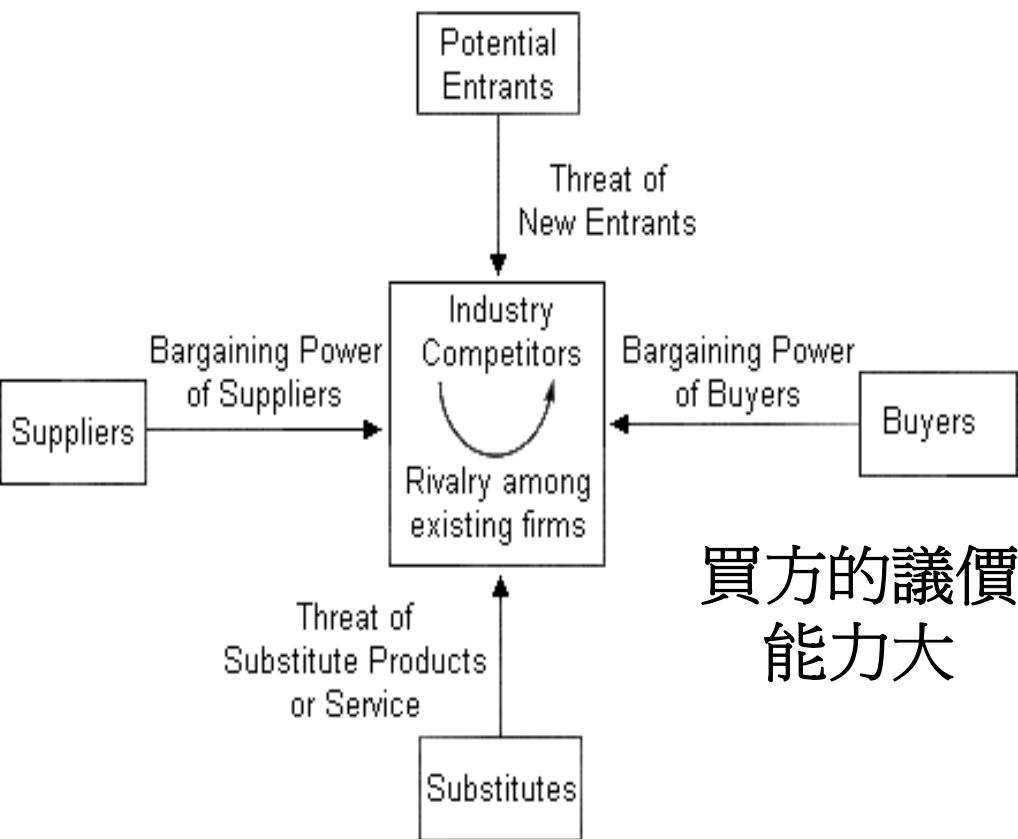 Potential
Entrants
Threat of
New Entrants
Industry
Competitors
Bargaining Power
of Suppliers
Bargaining Power
of Buyers
Suppliers
Buyers
Rivalry among
existing firms
買方的議價
能力大
Threat of
Substitute Products
or Service
Substitutes